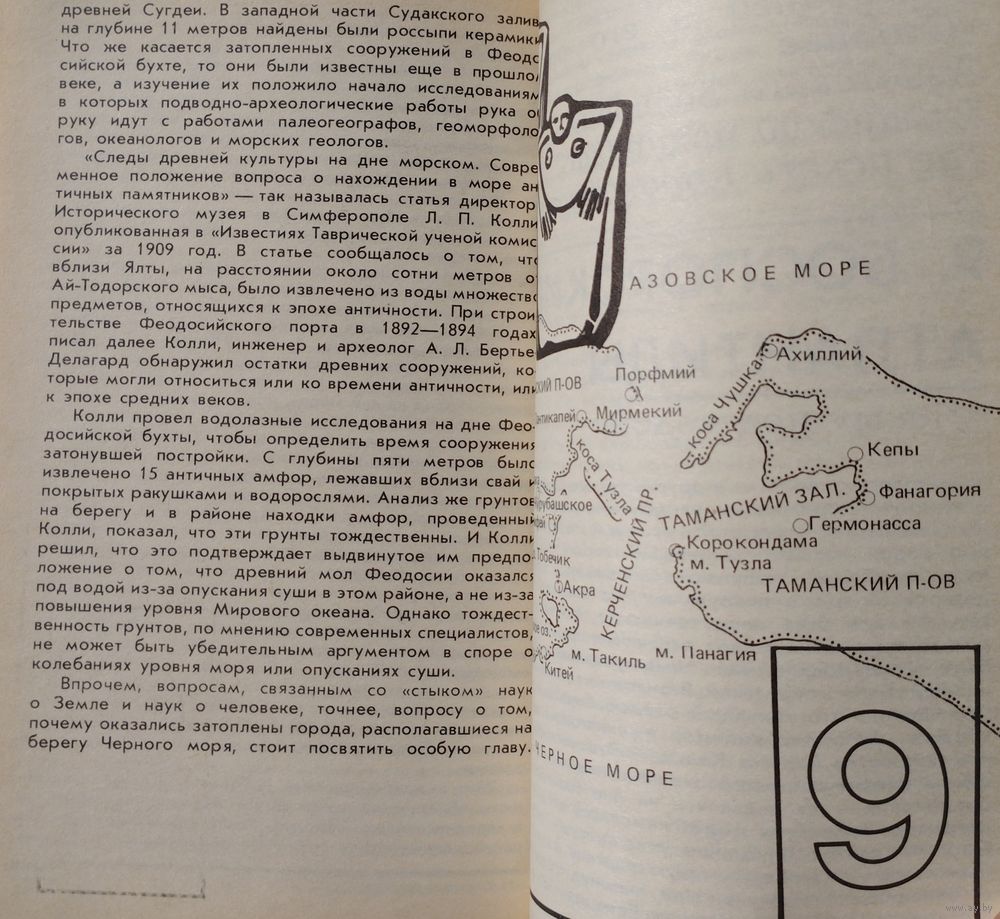 древней Сугдеи. В западной части Судакского залив
на глубине 11 метров найдены были россыпи керамики
Что же касается затопленных сооружений в Феодо
сийской бухте, то они были известны еще в прошло
веке, а изучение их положило начало исследованиям
в которых подводно-археологические работы рука о
руку идут с работами палеогеографов, геоморфоло
гов, океанологов и морских геологов.
«Следы древней культуры на дне морском. Совре
менное положение вопроса о нахождении в море ан
тичных памятников» — так называлась статья директор
Исторического музея в Симферополе Л. П. Колли
опубликованная в «Известиях Таврической ученой комис
сии» за 1909 год. В статье сообщалось о том, что
вблизи Ялты, на расстоянии около сотни метров от
Ай-Тодорского мыса, было извлечено из воды множество
предметов, относящихся к эпохе античности. При строи
тельстве Феодосийского порта в 1892—1894 годах,
писал далее Колли, инженер и археолог А. Л. Бертье-
Делагард обнаружил остатки древних сооружений, ко-
торые могли относиться или ко времени античности, или
к эпохе средних веков.
Колли провел водолазные исследования на дне Фео-
досийской бухты, чтобы определить время сооружения
затонувшей постройки. С глубины пяти метров было
извлечено 15 античных амфор, лежавших вблизи свай и
покрытых ракушками и водорослями. Анализ же грунтов
на берегу и в районе находки амфор, проведенный
Колли, показал, что эти грунты тождественны. И Колли
решил, что это подтверждает выдвинутое им предпо-
ложение о том, что древний мол Феодосии оказался
под водой из-за опускания суши в этом районе, а не из-за
повышения уровня Мирового океана. Однако тождест-
венность грунтов, по мнению современных специалистов,
не может быть убедительным аргументом в споре о
колебаниях уровня моря или опусканиях суши.
Впрочем, вопросам, связанным со «стыком» наук
о Земле и наук о человеке, точнее, вопросу о том,
почему оказались затоплены города, располагавшиеся на
берегу Черного моря, стоит посвятить особую главу.
АЗОВСКОЕ МОРЕ
Ахиллий
СКИЙ П-ОВ
Порфмий
коса Чушка
антикапей
Мирмекий
коса Тузла
Кепы
ТАМАНСКИЙ ЗАЛ.
Фанагория
рубашское
КЕРЧЕНСКИЙ ПР.
Гермонасса
Корокондама
Тобечик
м. Тузла
Акра
ТАМАНСКИЙ П-ОВ
оз.
м. Такиль
м. Панагия
Китей
ЧЕРНОЕ МОРЕ
9
www.ay.by